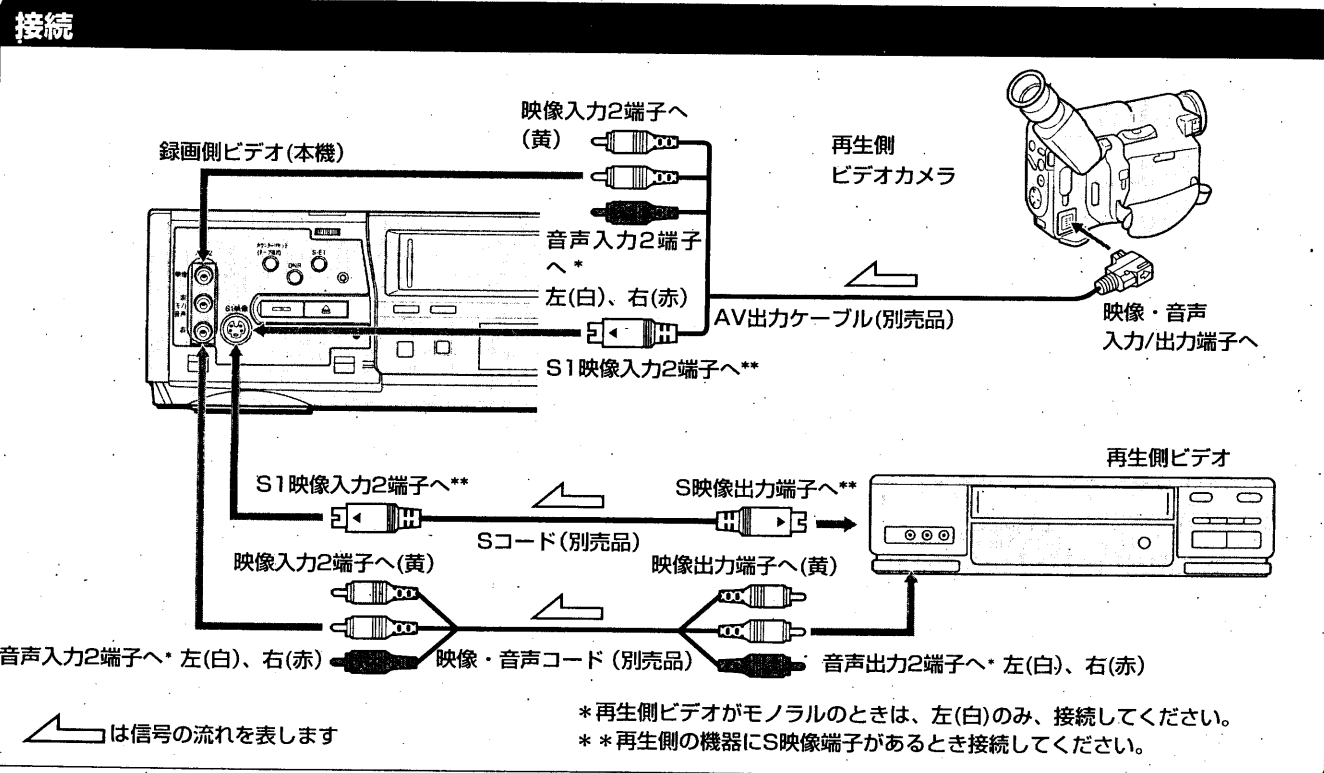 接続
映像入力2端子へ
(黄)
録画側ビデオ(本機)
再生側
ビデオカメラ
音声入力2端子
へ*
左(白)、右(赤)
AV出力ケーブル(別売品)
映像・音声
入力/出力端子へ
S1映像入力2端子へ**
S1映像
再生側ビデオ
S1映像入力2端子へ**
S映像出力端子へ**
Sコード(別売品)
映像入力2端子へ(黄)
映像出力端子へ(黄)
音声入力2端子へ* 左(白)、右(赤)
映像・音声コード(別売品)
音声出力2端子へ* 左(白)、右(赤)
は信号の流れを表します
*再生側ビデオがモノラルのときは、左(白)のみ、接続してください。
**再生側の機器にS映像端子があるとき接続してください。